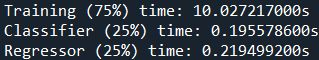 Training (75%) time: 10.027217000s
Classifier (25%) time: 0.195578600s
Regressor (25%) time: 0.219499200s